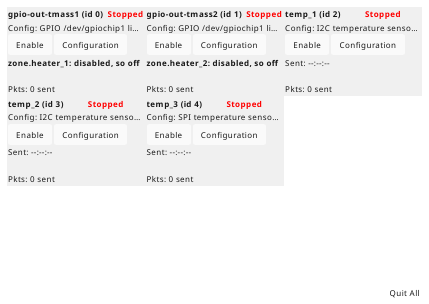 gpio-out-tmass1 (id 0) Stopped
Config: GPIO /dev/gpiochip1 li...
Enable Configuration
zone.heater_1: disabled, so off
Pkts: 0 sent
gpio-out-tmass2 (id 1) Stopped
Config: GPIO /dev/gpiochip1 li...
Enable Configuration
zone.heater_2: disabled, so off
Pkts: 0 sent
temp_1 (id 2) Stopped
Config: I2C temperature senso...
Enable Configuration
Sent: --:--:--
Pkts: 0 sent
temp_2 (id 3) Stopped
Config: I2C temperature senso...
Enable Configuration
Sent: --:--:--
Pkts: 0 sent
temp_3 (id 4) Stopped
Config: SPI temperature senso...
Enable Configuration
Sent: --:--:--
Pkts: 0 sent
Quit All